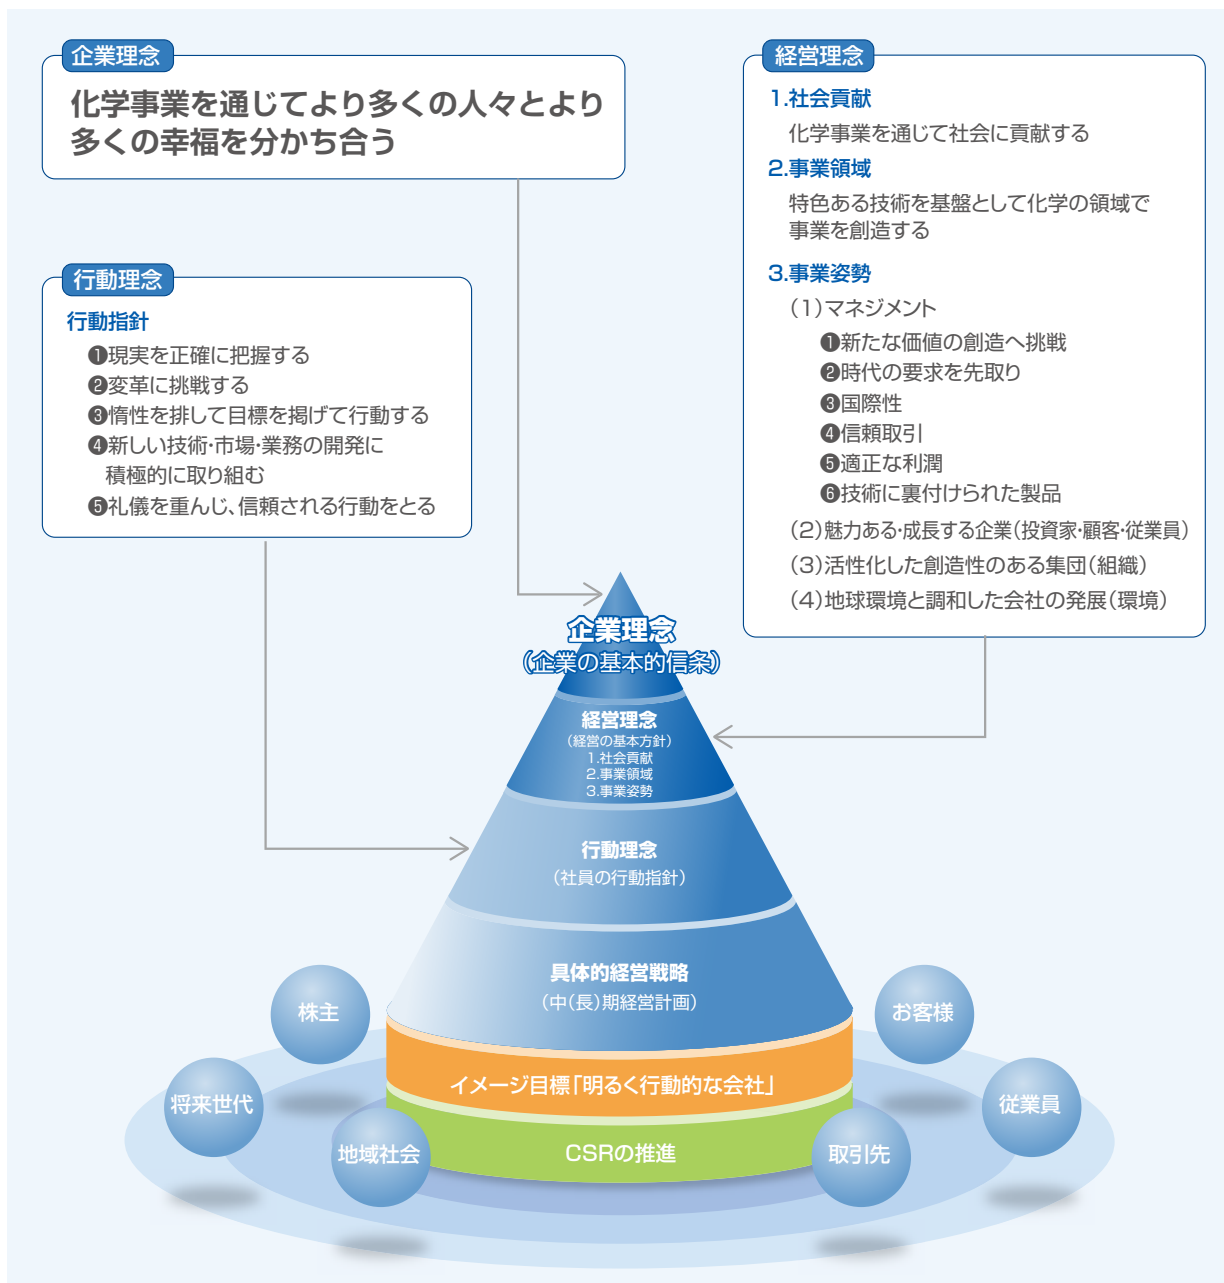 企業理念
化学事業を通じてより多くの人々とより
多くの幸福を分かち合う
行動理念
行動指針
❶現実を正確に把握する
❷変革に挑戦する
❸惰性を排して目標を掲げて行動する
❹新しい技術・市場・業務の開発に
積極的に取り組む
❺礼儀を重んじ、信頼される行動をとる
経営理念
1.社会貢献
化学事業を通じて社会に貢献する
2.事業領域
特色ある技術を基盤として化学の領域で
事業を創造する
3.事業姿勢
（1）マネジメント
❶新たな価値の創造へ挑戦
❷時代の要求を先取り
❸国際性
❹信頼取引
❺適正な利潤
❻技術に裏付けられた製品
（2）魅力ある・成長する企業（投資家・顧客・従業員）
（3）活性化した創造性のある集団（組織）
（4）地球環境と調和した会社の発展（環境）
企業理念
（企業の基本的信条）
経営理念
（経営の基本方針）
1.社会貢献
2.事業領域
3.事業姿勢
行動理念
（社員の行動指針）
具体的経営戦略
（中（長）期経営計画）
イメージ目標「明るく行動的な会社」
CSRの推進
株主
将来世代
地域社会
お客様
従業員
取引先